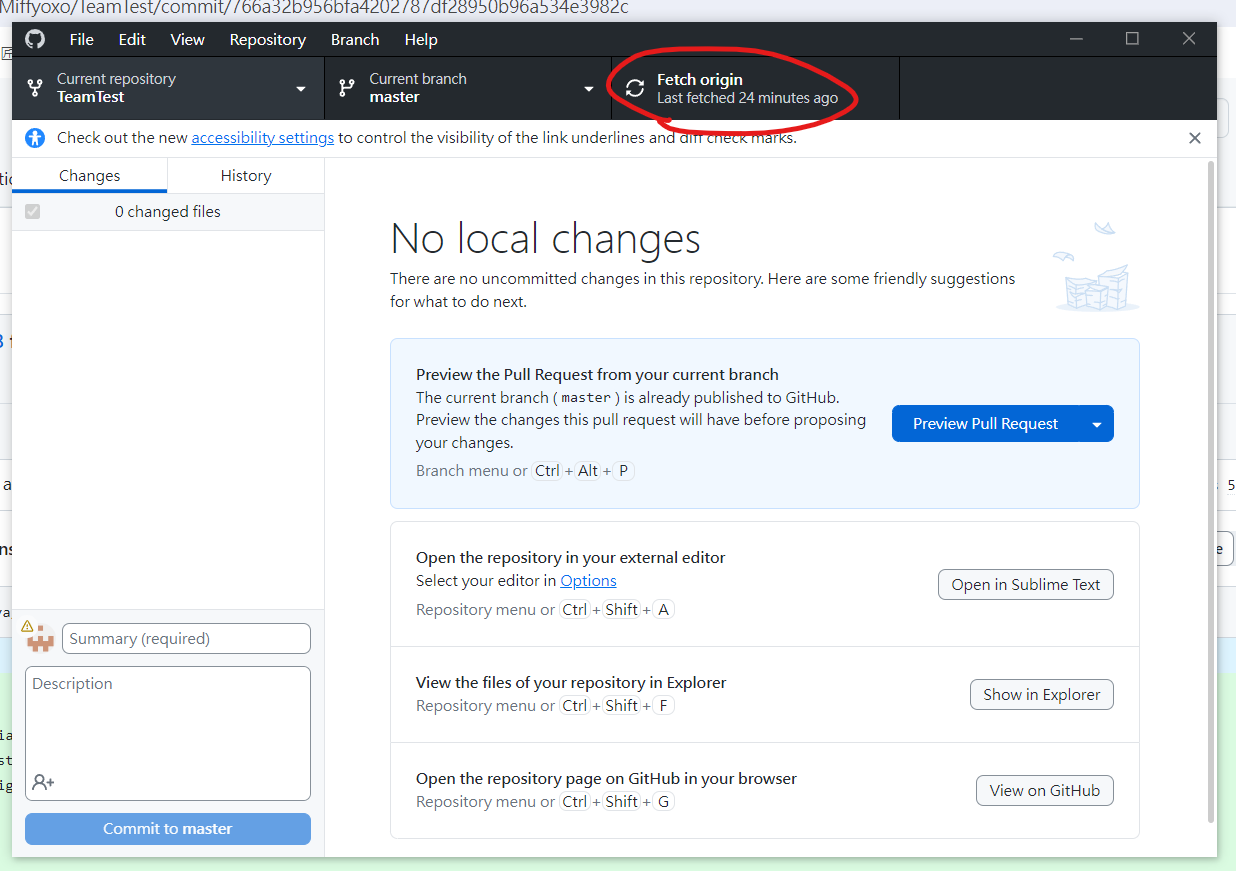 Miffyoxo/TeamTest/commit/766a32b956bfa4202787df28950b96a534e3982c
File Edit View Repository Branch Help
Current repository
TeamTest
Current branch
master
Fetch origin
Last fetched 24 minutes ago
Check out the new accessibility settings to control the visibility of the link underlines and diff check marks.
Changes History
0 changed files
No local changes
There are no uncommitted changes in this repository. Here are some friendly suggestions
for what to do next.
Preview the Pull Request from your current branch
The current branch ( master ) is already published to GitHub.
Preview the changes this pull request will have before proposing
your changes.
Branch menu or Ctrl + Alt + P
Preview Pull Request
Open the repository in your external editor
Select your editor in Options
Repository menu or Ctrl + Shift + A
Open in Sublime Text
View the files of your repository in Explorer
Repository menu or Ctrl + Shift + F
Show in Explorer
Open the repository page on GitHub in your browser
Repository menu or Ctrl + Shift + G
View on GitHub
Summary (required)
Description
Commit to master